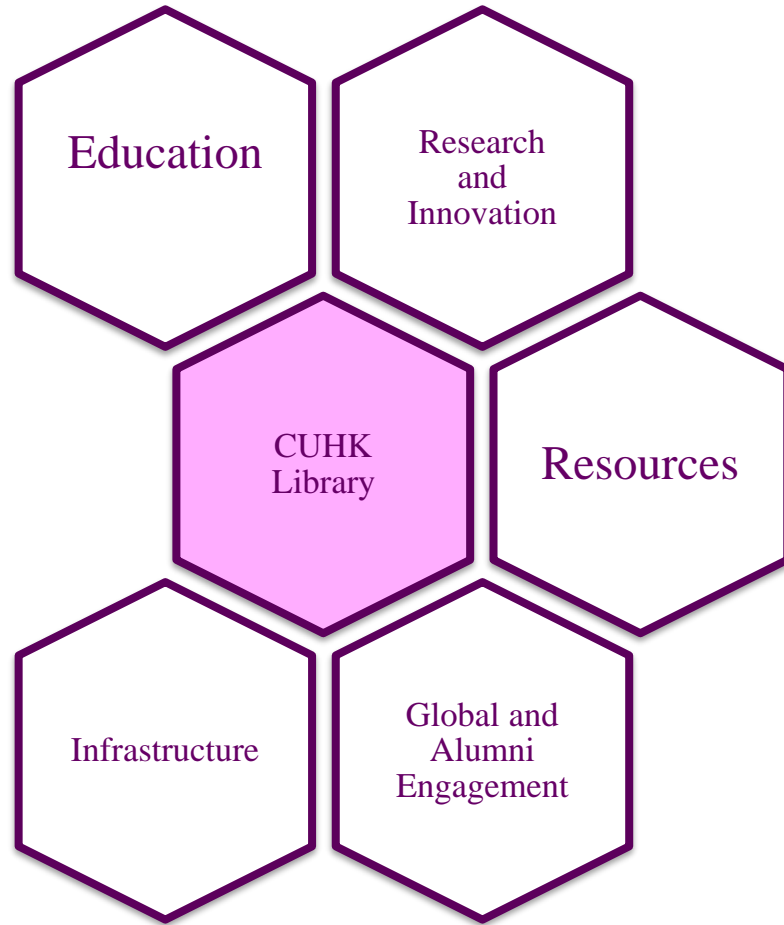 Education
Research
and
Innovation
CUHK
Library
Resources
Infrastructure
Global and
Alumni
Engagement